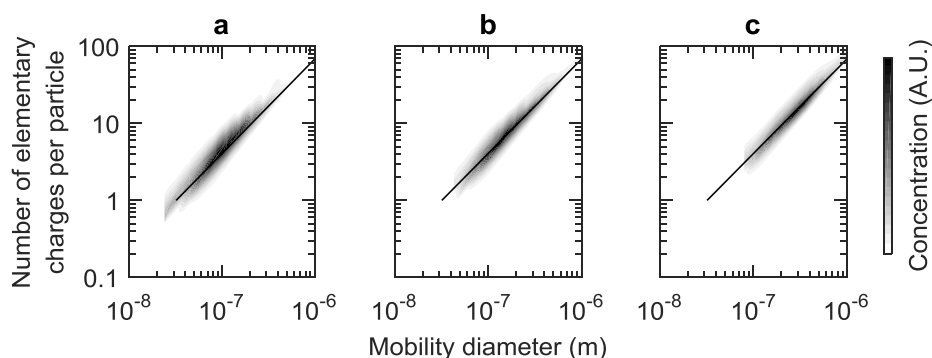 a b c
Number of elementary
charges per particle
100
10
1
0.1
10⁻⁸ 10⁻⁷ 10⁻⁶ 10⁻⁸ 10⁻⁷ 10⁻⁶ 10⁻⁸ 10⁻⁷ 10⁻⁶
Mobility diameter (m)
Concentration (A.U.)